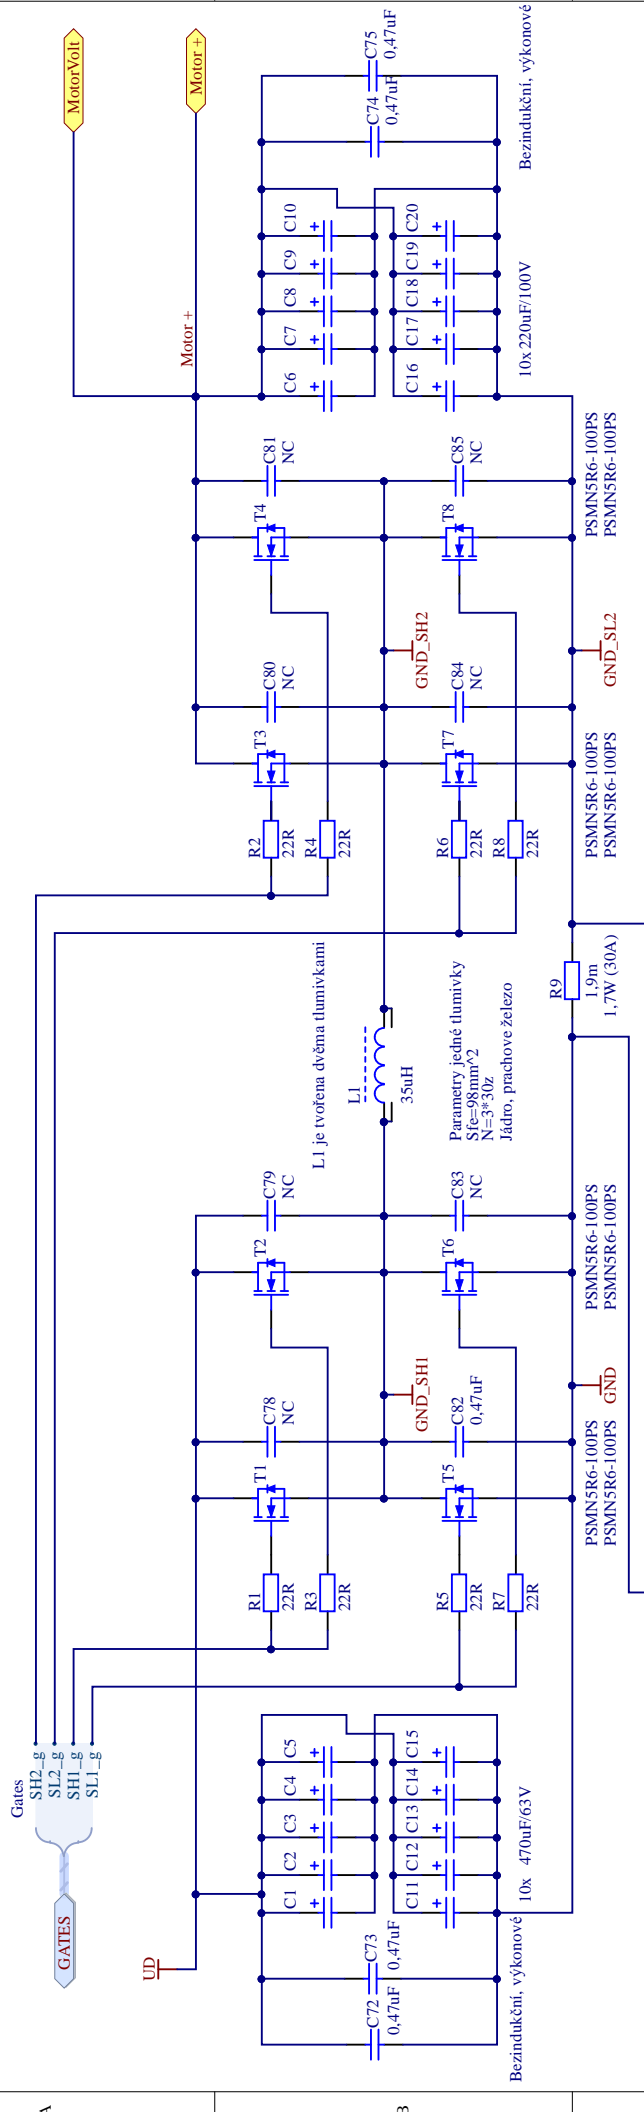 A
B
GATES
Gates
SH2_g
SL2_g
SH1_g
SL1_g
UD
MotorVolt
Motor +
Motor +
C72
0,47uF
C73
0,47uF
Bezindukční, výkonové
C1
C2
C3
C4
C5
C11
C12
C13
C14
C15
10x 470uF/63V
R1
22R
R3
22R
R5
22R
R7
22R
T1
C78
NC
T2
C79
NC
T5
C82
0,47uF
T6
C83
NC
GND_SH1
GND
PSMN5R6-100PS
PSMN5R6-100PS
PSMN5R6-100PS
PSMN5R6-100PS
L1 je tvořena dvěma tlumivkami
L1
35uH
Parametry jedné tlumivky
Sfe=98mm^2
N=3*30z
Jádro, prachove železo
R9
1,9m
1,7W (30A)
R2
22R
R4
22R
R6
22R
R8
22R
T3
C80
NC
T4
C81
NC
T7
C84
NC
T8
C85
NC
GND_SH2
GND_SL2
PSMN5R6-100PS
PSMN5R6-100PS
PSMN5R6-100PS
PSMN5R6-100PS
C6
C7
C8
C9
C10
C16
C17
C18
C19
C20
10x 220uF/100V
C74
0,47uF
C75
0,47uF
Bezindukční, výkonové